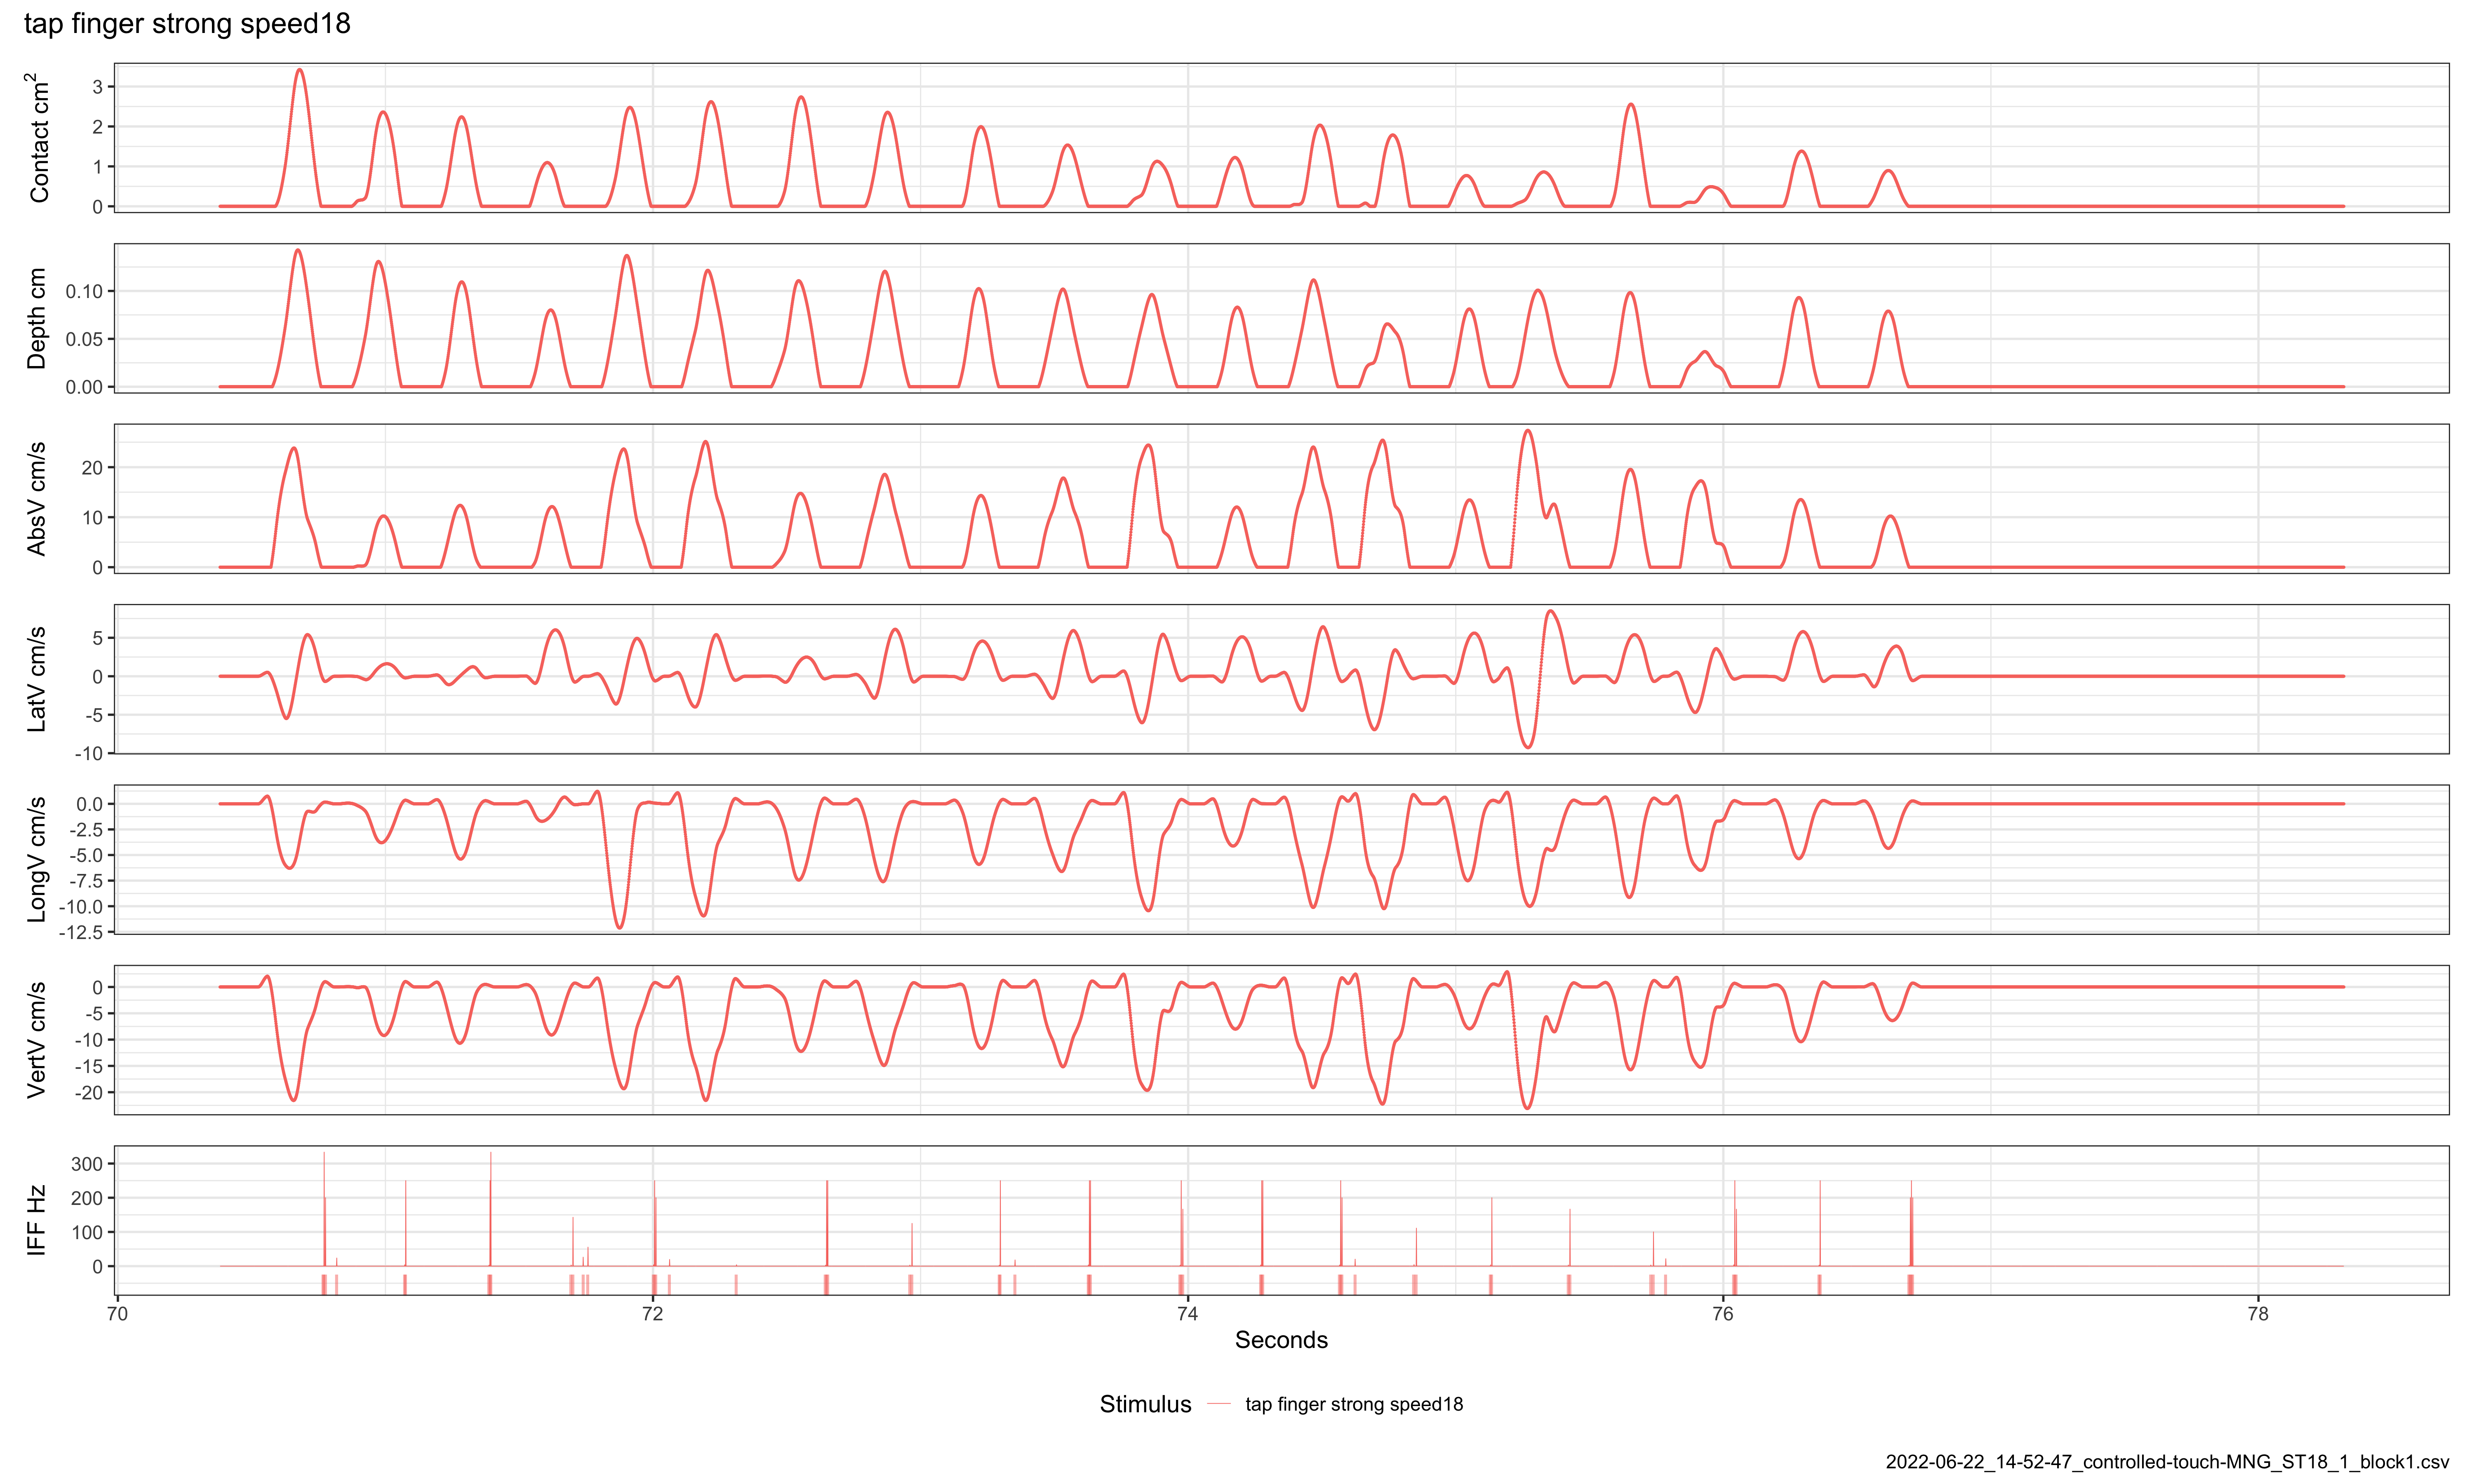 tap finger strong speed18
Contact cm²
3
2
1
0
Depth cm
0.10
0.05
0.00
AbsV cm/s
20
10
0
LatV cm/s
5
0
-5
-10
LongV cm/s
0.0
-2.5
-5.0
-7.5
-10.0
-12.5
VertV cm/s
0
-5
-10
-15
-20
IFF Hz
300
200
100
0
70 72 74 76 78
Seconds
Stimulus tap finger strong speed18
2022-06-22_14-52-47_controlled-touch-MNG_ST18_1_block1.csv